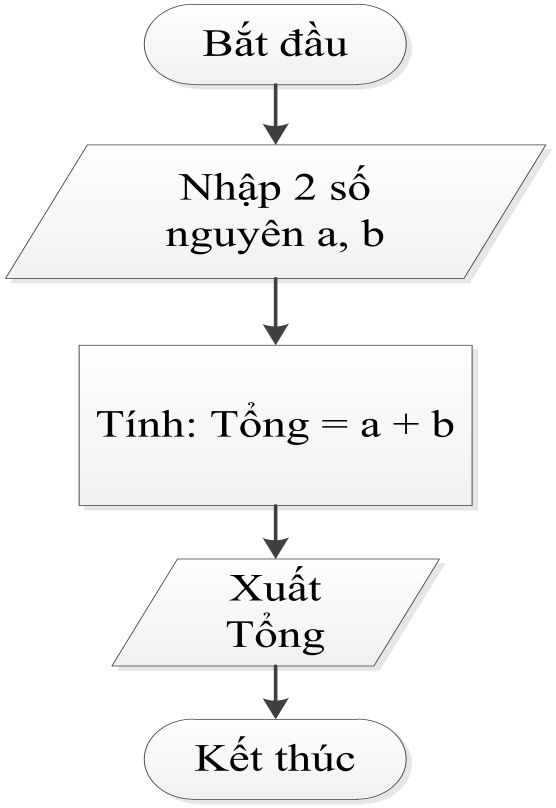 Bắt đầu
Nhập 2 số
nguyên a, b
Tính: Tổng = a + b
Xuất
Tổng
Kết thúc